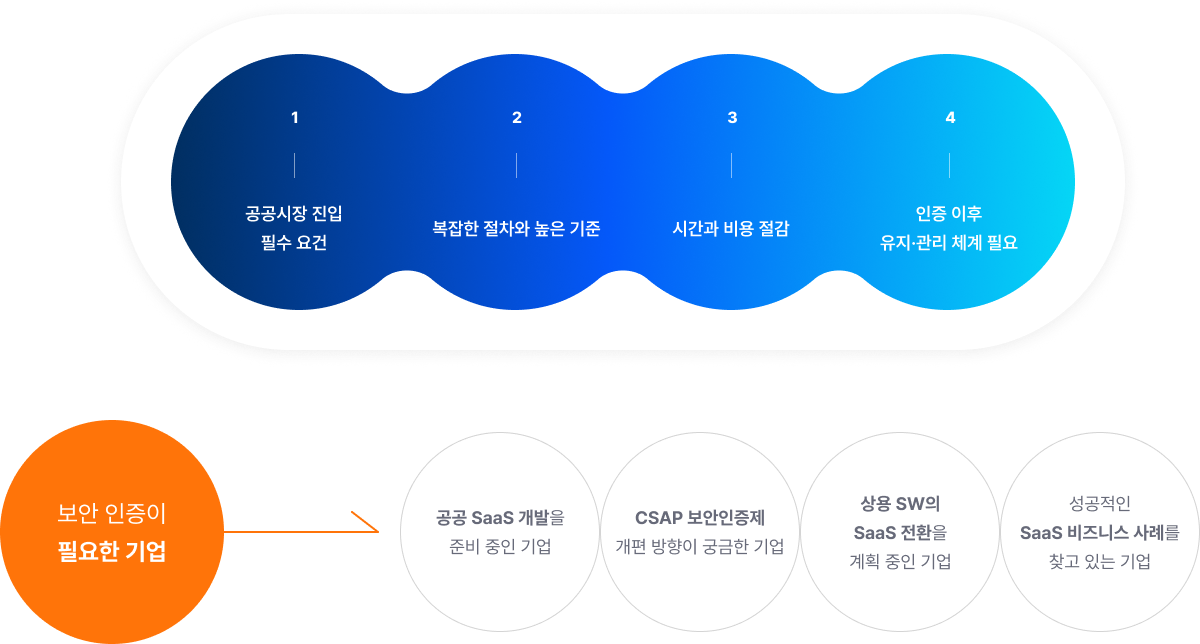 1
공공시장 진입
필수 요건
2
복잡한 절차와 높은 기준
3
시간과 비용 절감
4
인증 이후
유지·관리 체계 필요
보안 인증이
필요한 기업
공공 SaaS 개발을
준비 중인 기업
CSAP 보안인증제
개편 방향이 궁금한 기업
상용 SW의
SaaS 전환을
계획 중인 기업
성공적인
SaaS 비즈니스 사례를
찾고 있는 기업